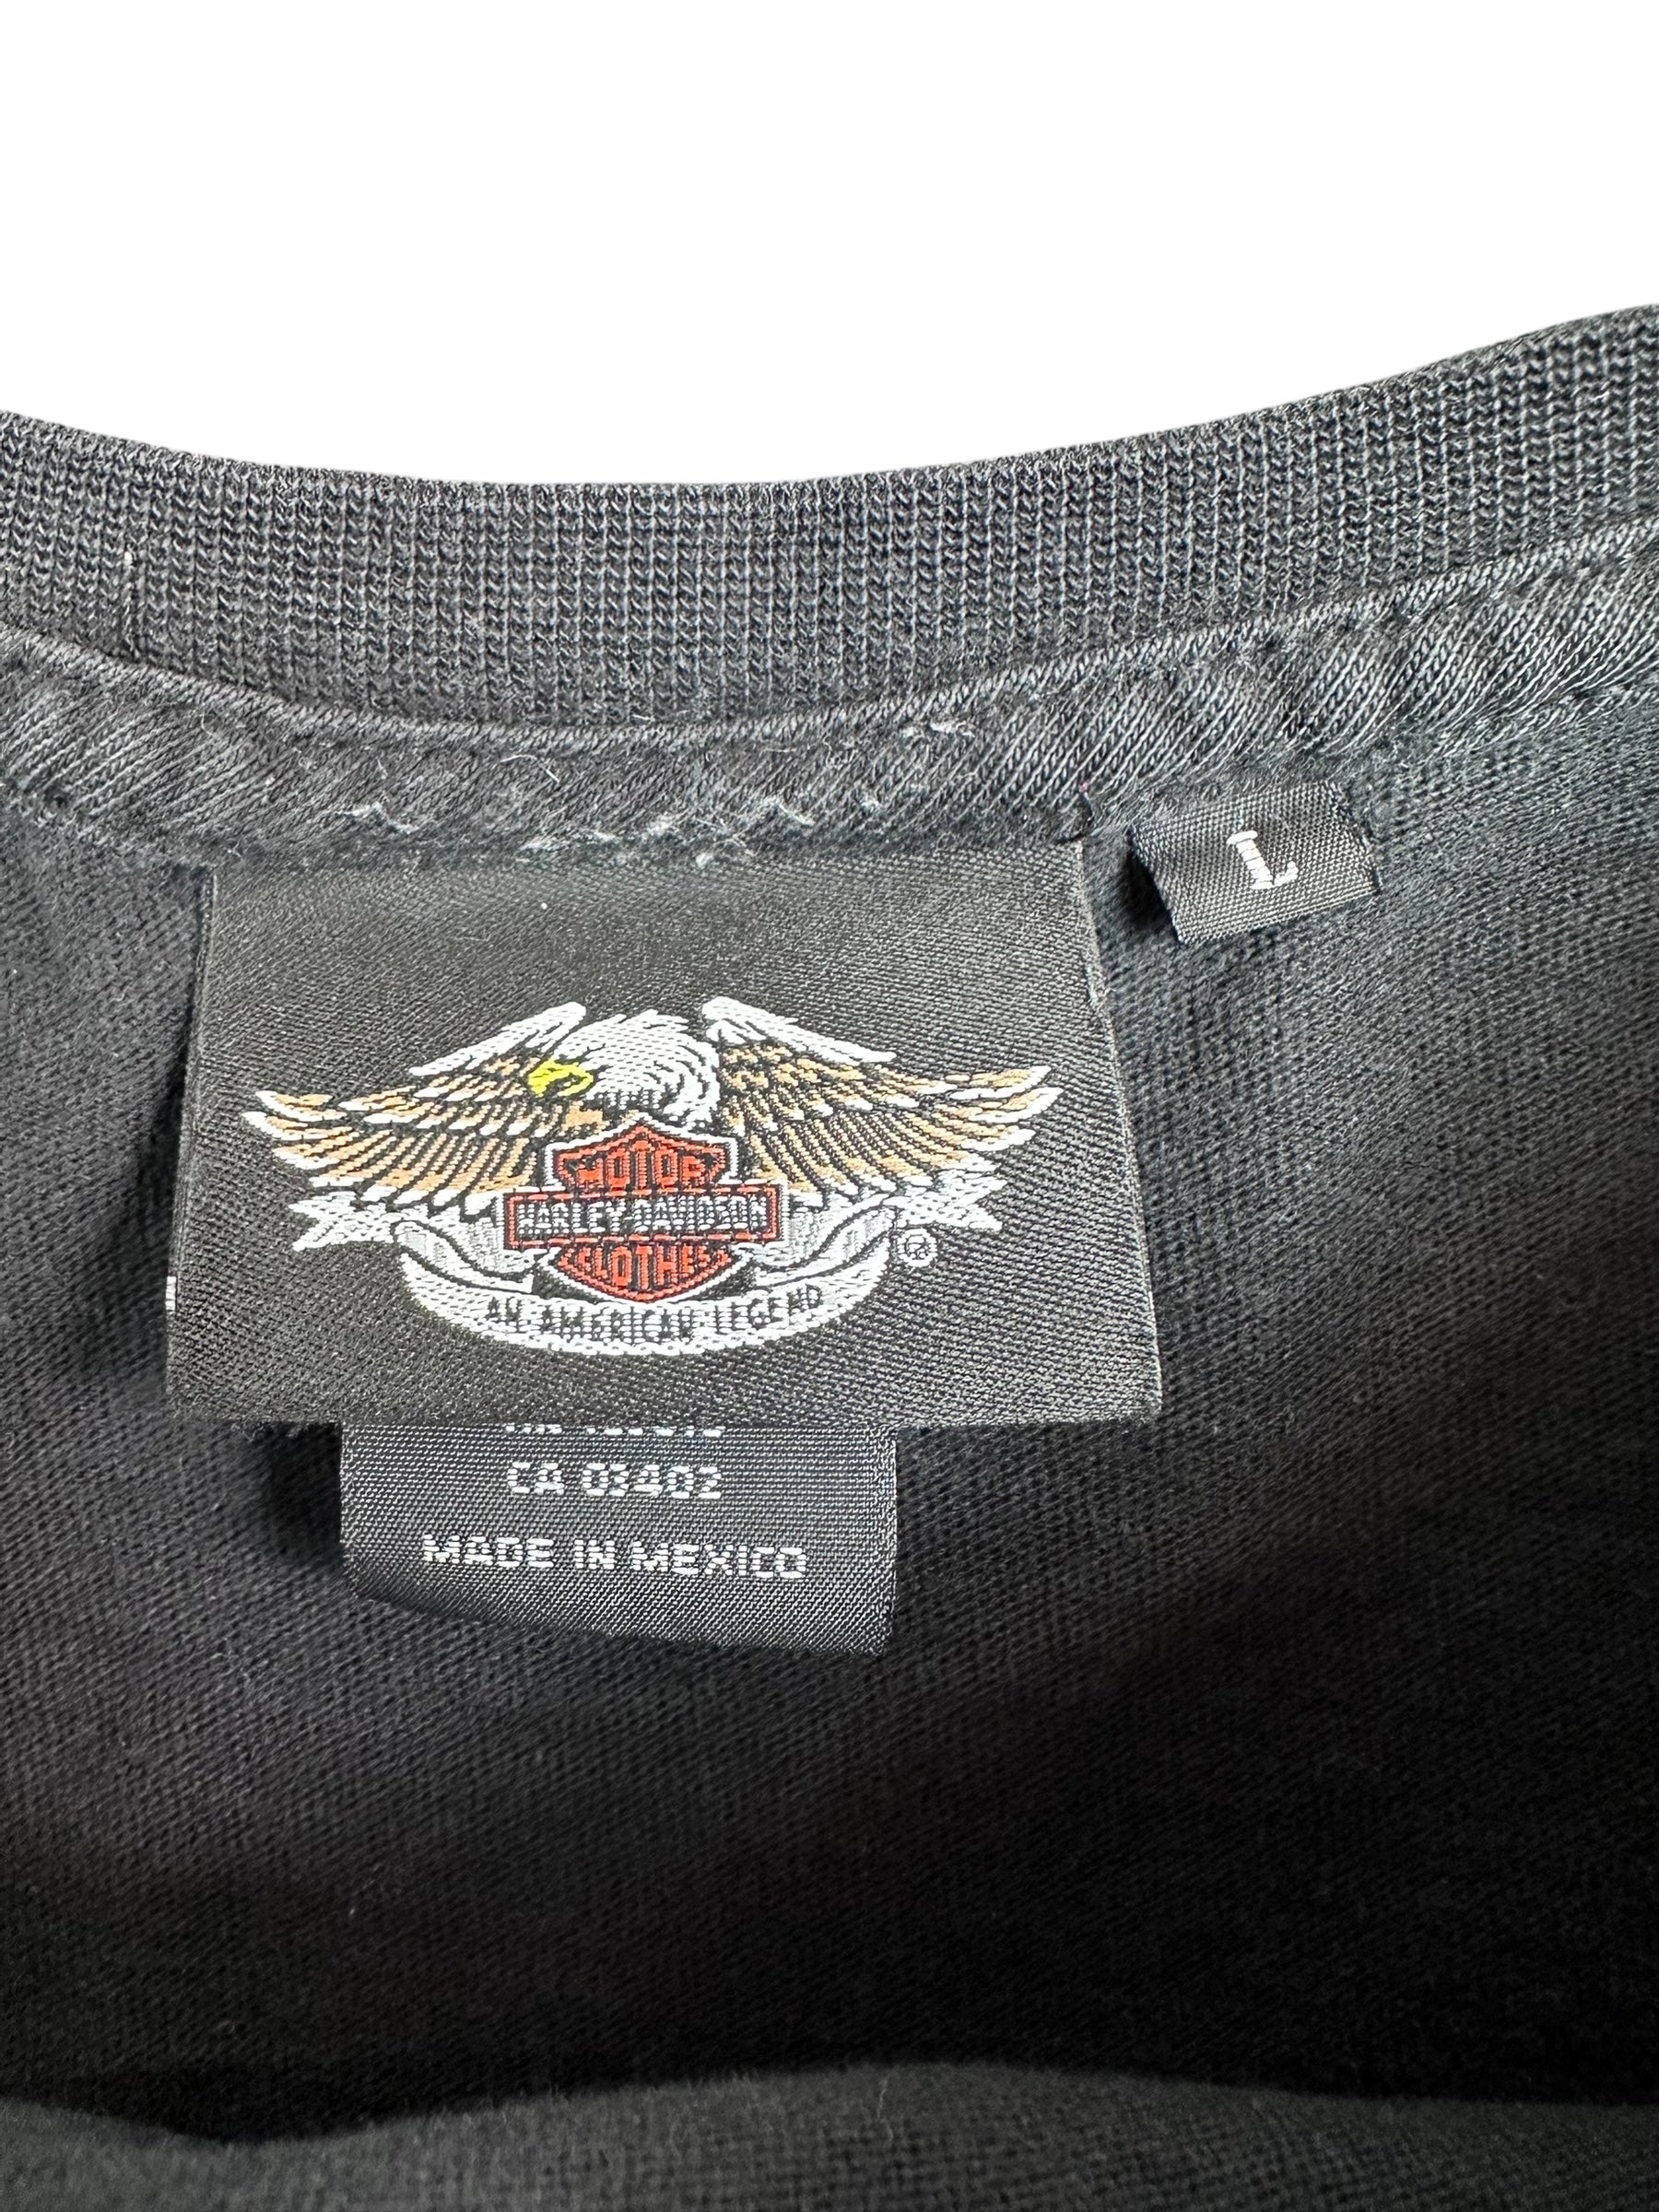 L
MOTOR
HARLEY-DAVIDSON
CLOTHES
®
AN AMERICAN LEGEND
CA 03402
MADE IN MEXICO